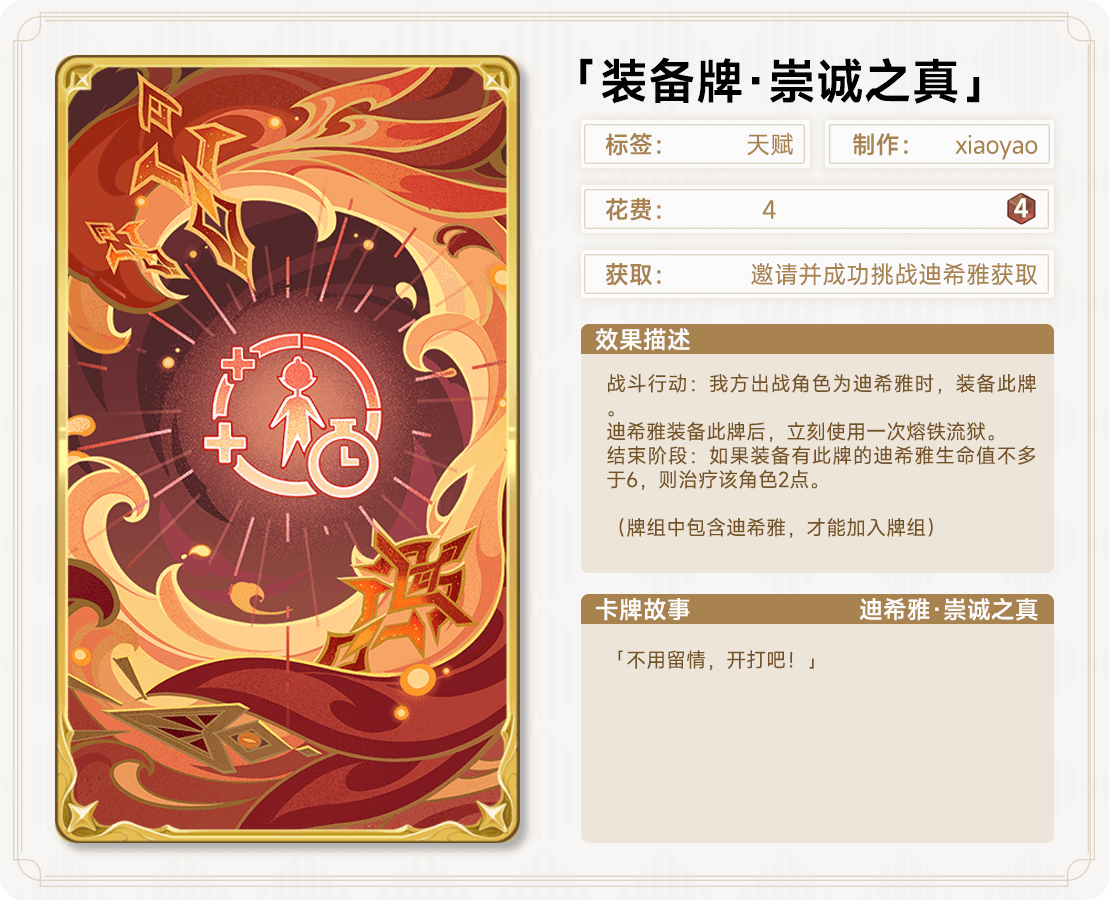 「装备牌·崇诚之真」
标签： 天赋
制作： xiaoyao
花费： 4 4
获取： 邀请并成功挑战迪希雅获取
效果描述
战斗行动：我方出战角色为迪希雅时，装备此牌
。
迪希雅装备此牌后，立刻使用一次熔铁流狱。
结束阶段：如果装备有此牌的迪希雅生命值不多
于6，则治疗该角色2点。
（牌组中包含迪希雅，才能加入牌组）
卡牌故事 迪希雅·崇诚之真
「不用留情，开打吧！」